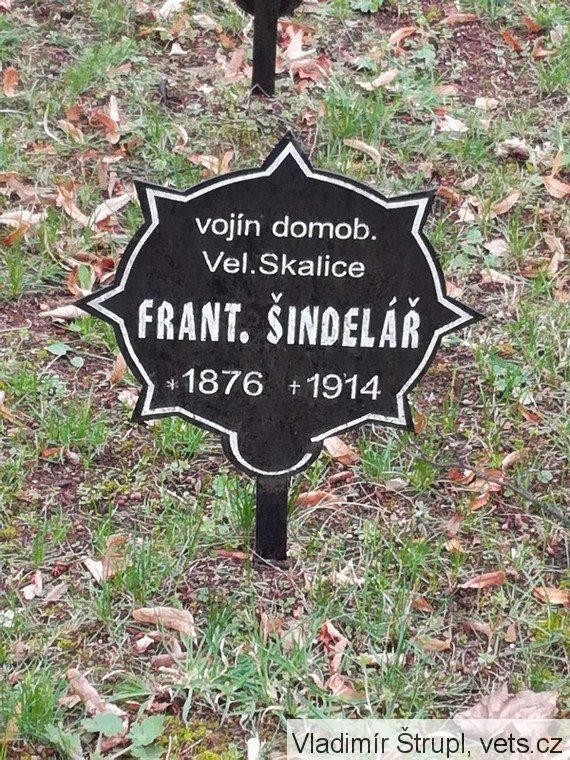 vojín domob.
Vel.Skalice
FRANT. ŠINDELÁŘ
*1876 +1914
Vladimír Štrupl, vets.cz